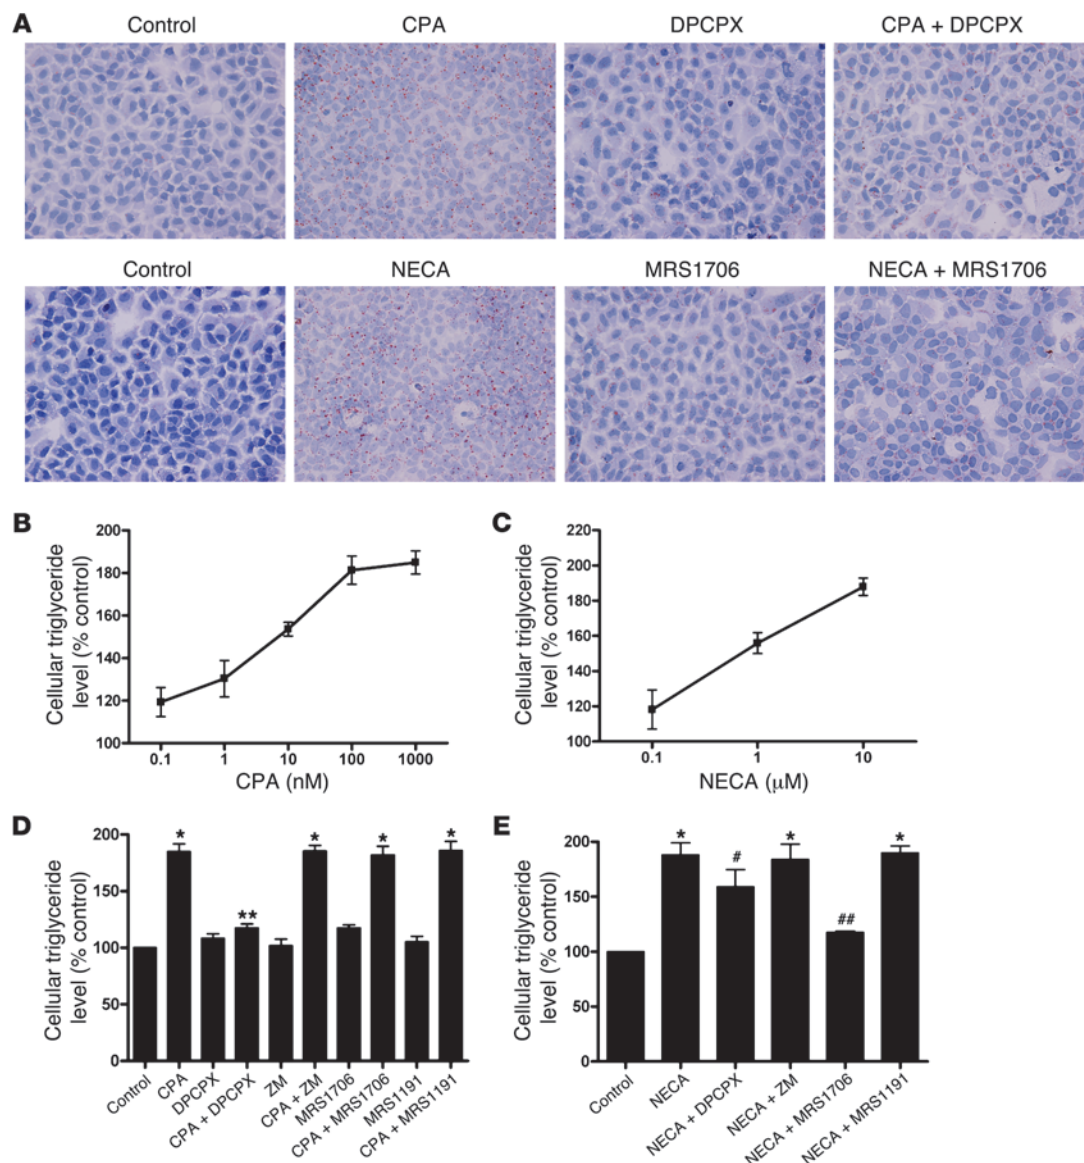 A
Control
CPA
DPCPX
CPA + DPCPX
Control
NECA
MRS1706
NECA + MRS1706
B
Cellular triglyceride
level (% control)
200
180
160
140
120
100
0.1
1
10
100
1000
CPA (nM)
C
Cellular triglyceride
level (% control)
220
200
180
160
140
120
100
0.1
1
10
NECA (μM)
D
Cellular triglyceride
level (% control)
200
150
100
50
0
*
**
*
*
*
Control
CPA
DPCPX
CPA + DPCPX
ZM
CPA + ZM
MRS1706
CPA + MRS1706
MRS1191
CPA + MRS1191
E
Cellular triglyceride
level (% control)
200
150
100
50
0
*
#
*
##
*
Control
NECA
NECA + DPCPX
NECA + ZM
NECA + MRS1706
NECA + MRS1191